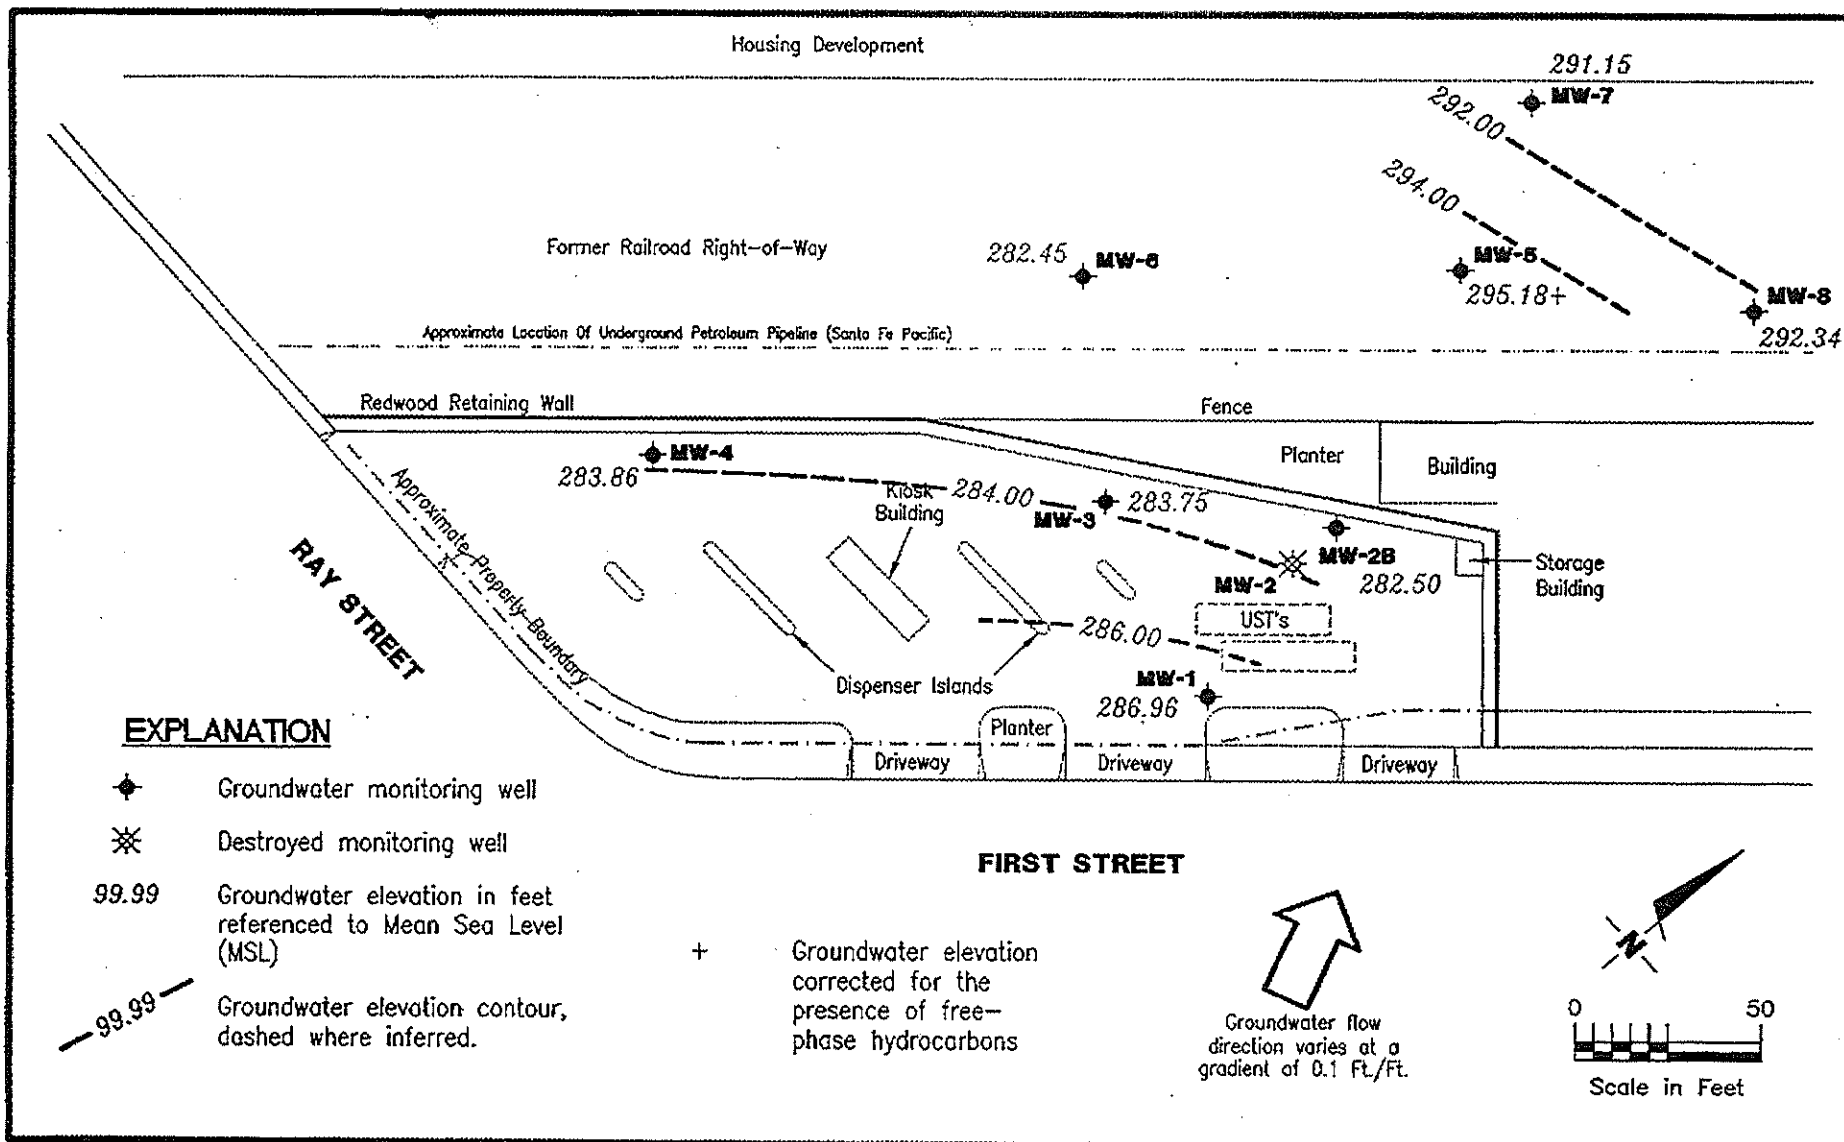 Housing Development
291.15
MW-7
292.00
294.00
Former Railroad Right-of-Way
282.45
MW-6
MW-5
295.18+
MW-8
292.34
Approximate Location Of Underground Petroleum Pipeline (Santa Fe Pacific)
Redwood Retaining Wall
Fence
MW-4
283.86
Planter
Building
Kiosk
Building
284.00
283.75
MW-3
MW-2B
MW-2
282.50
Storage
Building
Approximate Property Boundary
RAY STREET
UST's
286.00
MW-1
286.96
Dispenser Islands
Planter
Driveway
Driveway
Driveway
FIRST STREET
EXPLANATION
Groundwater monitoring well
Destroyed monitoring well
99.99
Groundwater elevation in feet
referenced to Mean Sea Level
(MSL)
99.99
Groundwater elevation contour,
dashed where inferred.
+
Groundwater elevation
corrected for the
presence of free-
phase hydrocarbons
Groundwater flow
direction varies at a
gradient of 0.1 Ft./Ft.
N
0 50
Scale in Feet